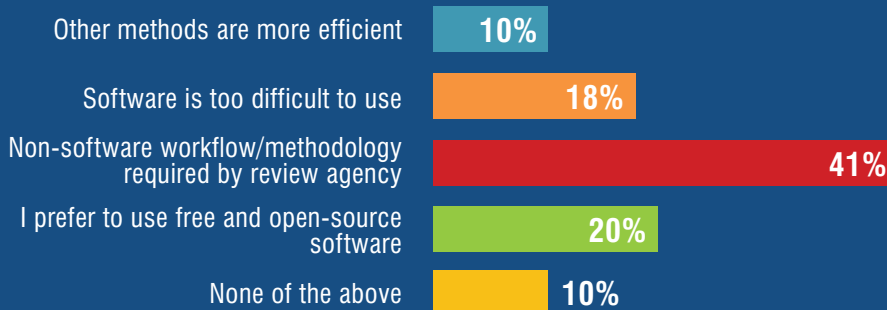 Other methods are more efficient 10%
Software is too difficult to use 18%
Non-software workflow/methodology
required by review agency 41%
I prefer to use free and open-source
software 20%
None of the above 10%